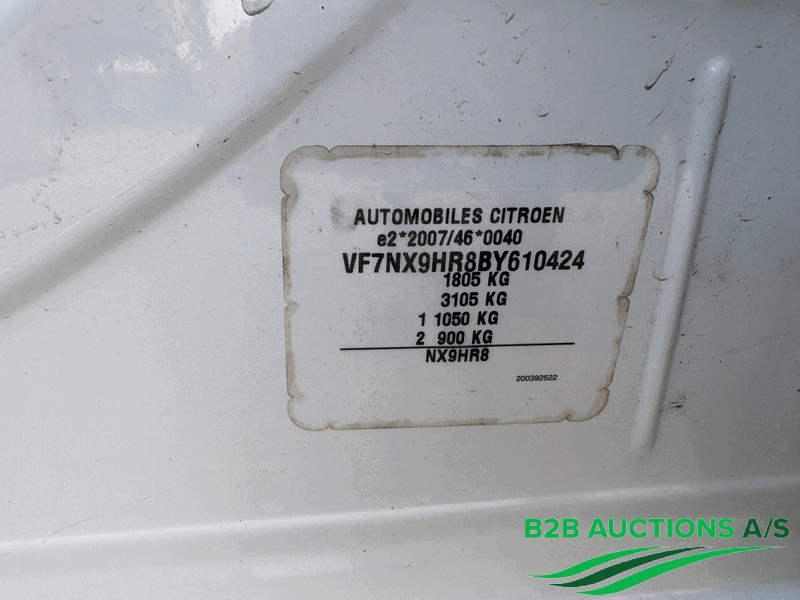 AUTOMOBILES CITROEN
e2*2007/46*0040
VF7NX9HR8BY610424
1805 KG
3105 KG
1 1050 KG
2 900 KG
NX9HR8
200392522
B2B AUCTIONS A/S